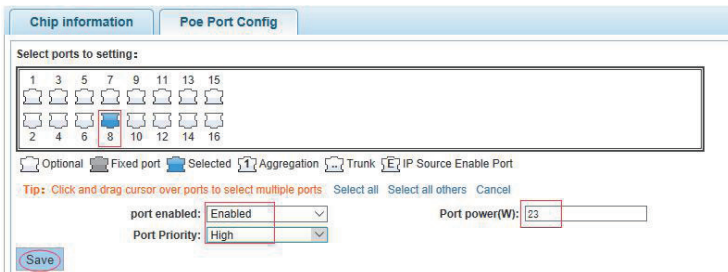 Chip information Poe Port Config
Select ports to setting:
1 3 5 7 9 11 13 15
2 4 6 8 10 12 14 16
Optional Fixed port Selected 1 Aggregation ... Trunk E IP Source Enable Port
Tip: Click and drag cursor over ports to select multiple ports Select all Select all others Cancel
port enabled: Enabled Port power(W): 23
Port Priority: High
Save